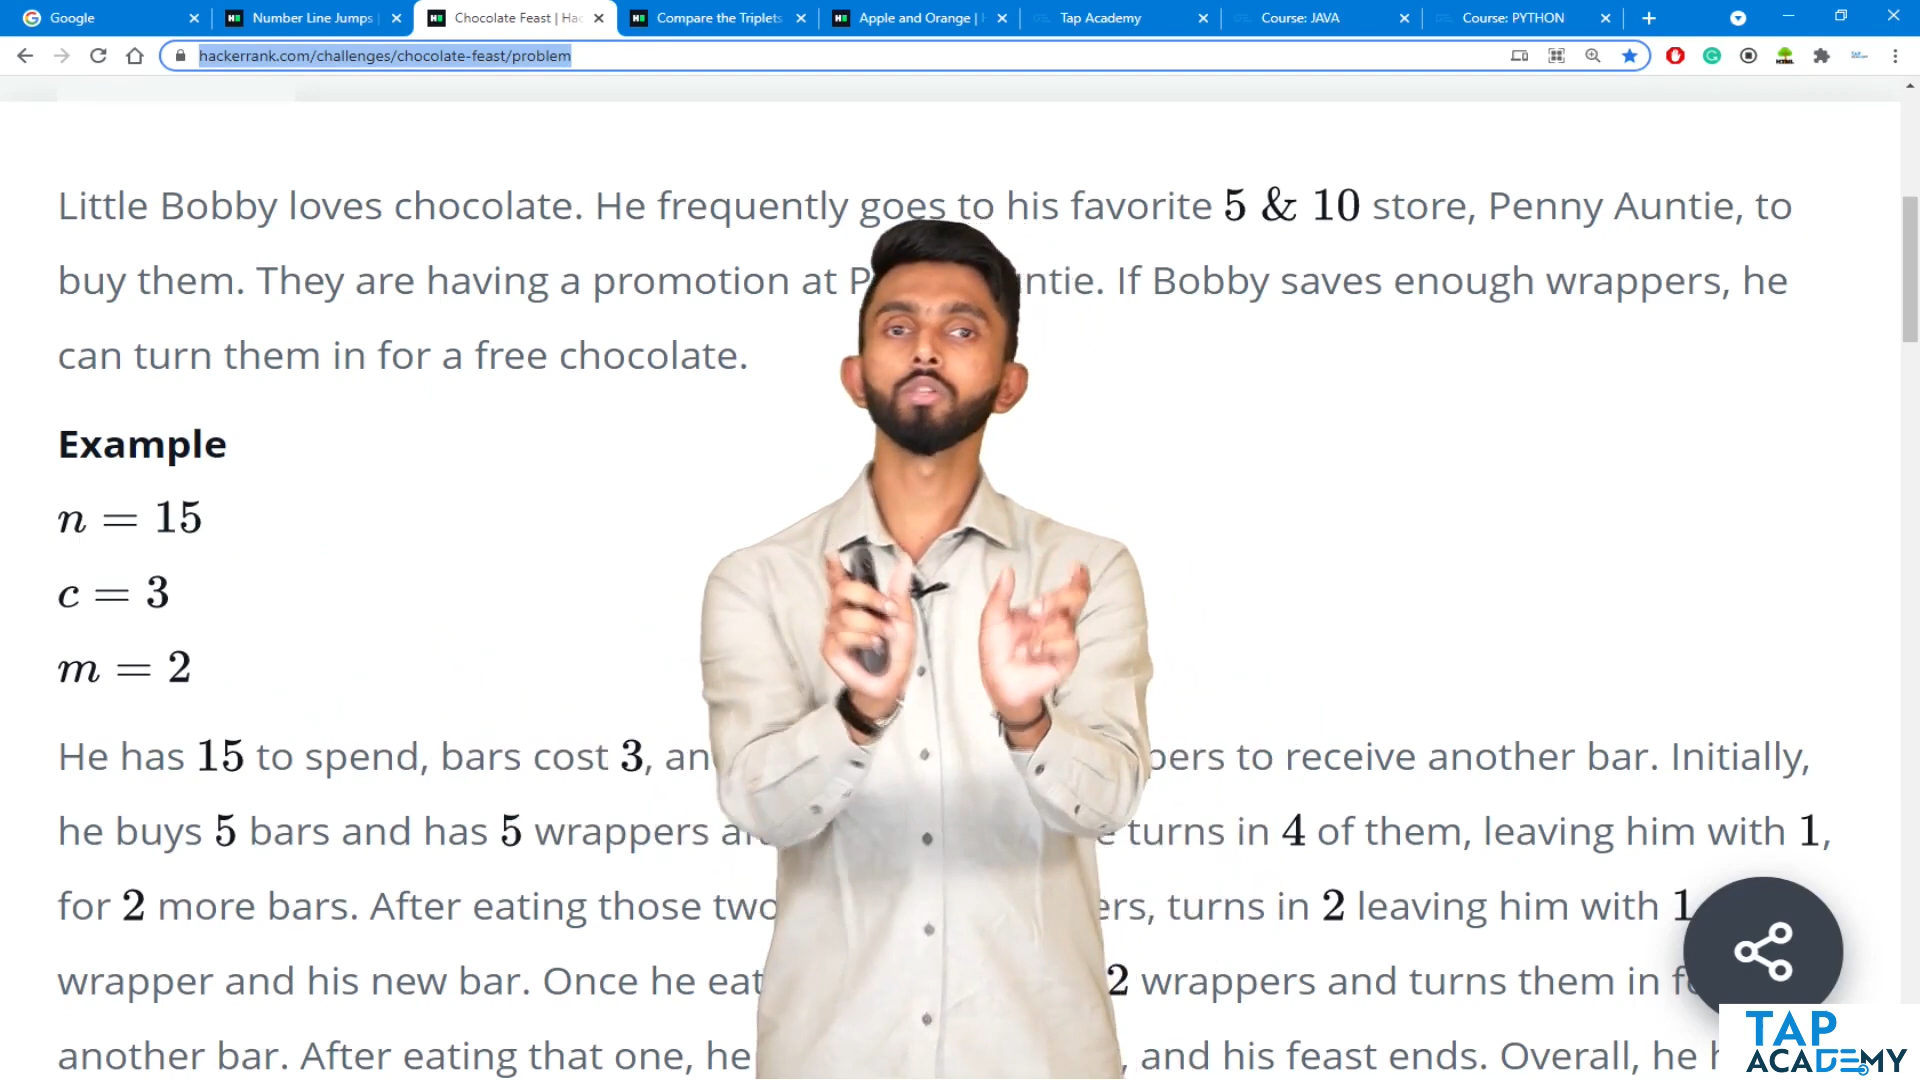 Google
Number Line Jumps
Chocolate Feast | Hac
Compare the Triplets
Apple and Orange |
Tap Academy
Course: JAVA
Course: PYTHON
hackerrank.com/challenges/chocolate-feast/problem
Little Bobby loves chocolate. He frequently goes to his favorite 5 & 10 store, Penny Auntie, to
buy them. They are having a promotion at P untie. If Bobby saves enough wrappers, he
can turn them in for a free chocolate.
Example
n = 15
c = 3
m = 2
He has 15 to spend, bars cost 3, an pers to receive another bar. Initially,
he buys 5 bars and has 5 wrappers turns in 4 of them, leaving him with 1,
for 2 more bars. After eating those two ers, turns in 2 leaving him with 1
wrapper and his new bar. Once he eat 2 wrappers and turns them in
another bar. After eating that one, he , and his feast ends. Overall, he
TAP
ACADEMY